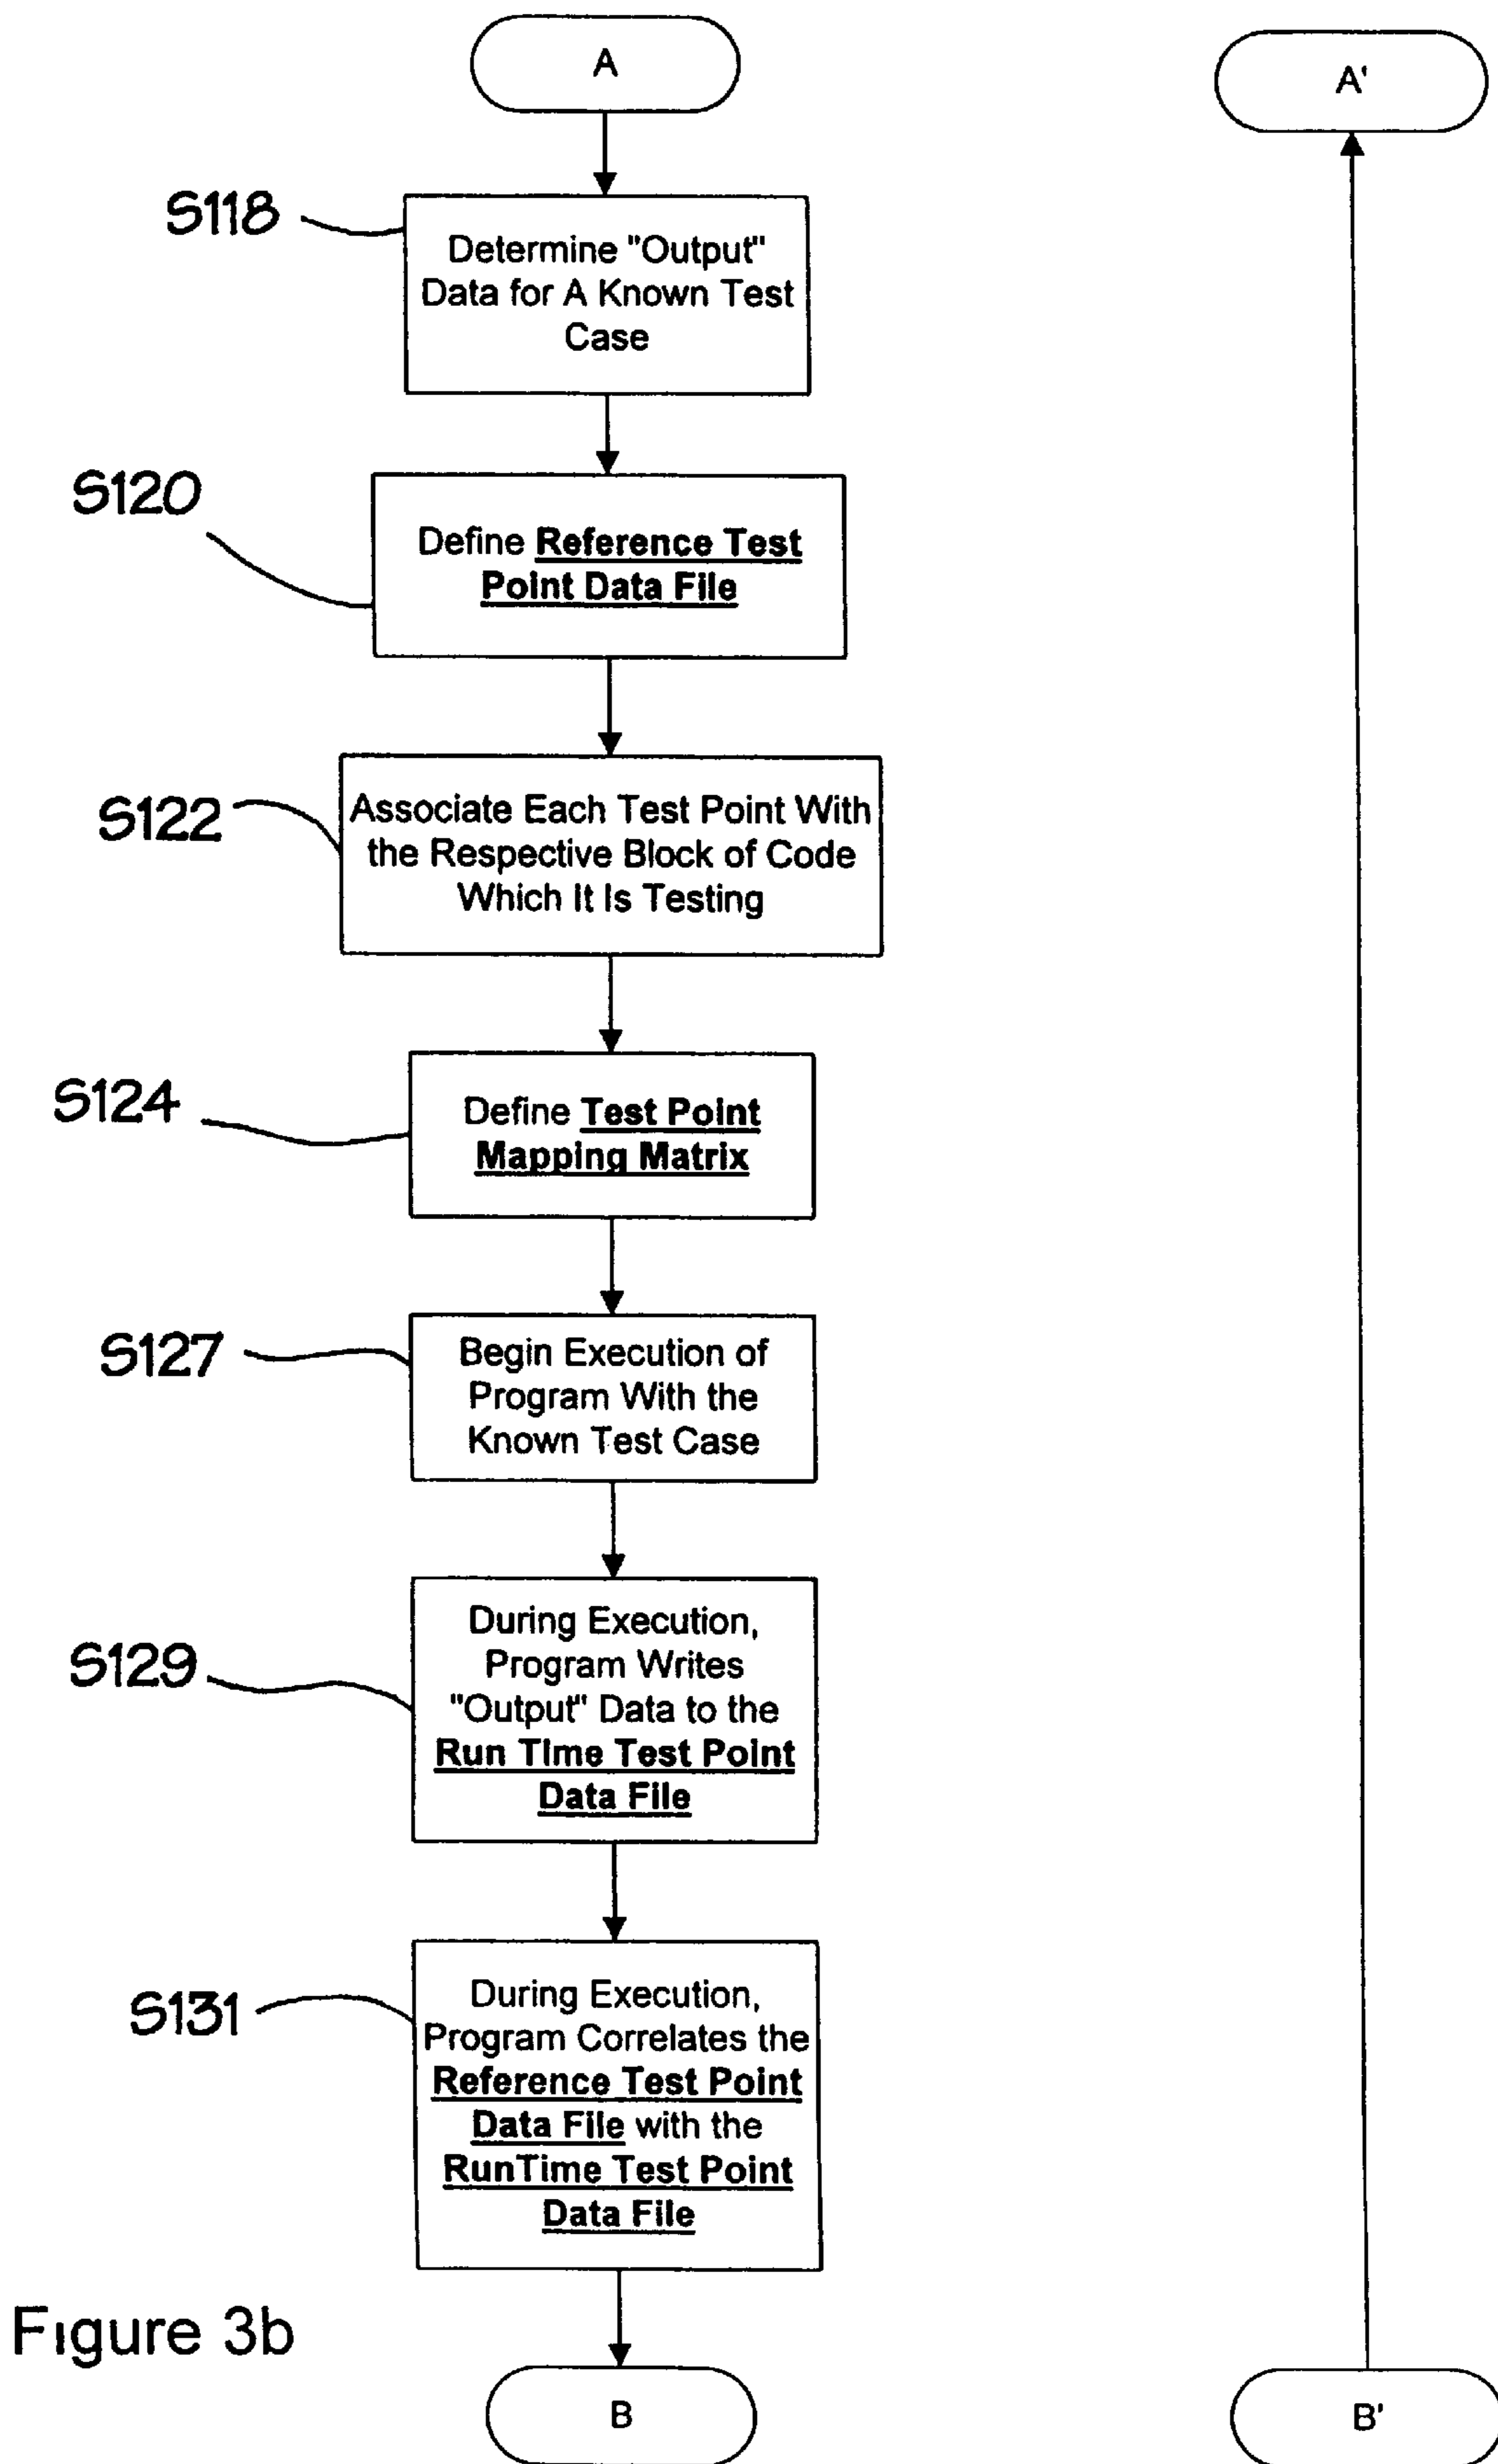 A
A'
S118
Determine "Output"
Data for A Known Test
Case
S120
Define Reference Test
Point Data File
S122
Associate Each Test Point With
the Respective Block of Code
Which It Is Testing
S124
Define Test Point
Mapping Matrix
S127
Begin Execution of
Program With the
Known Test Case
S129
During Execution,
Program Writes
"Output" Data to the
Run Time Test Point
Data File
S131
During Execution,
Program Correlates the
Reference Test Point
Data File with the
RunTime Test Point
Data File
Figure 3b
B
B'